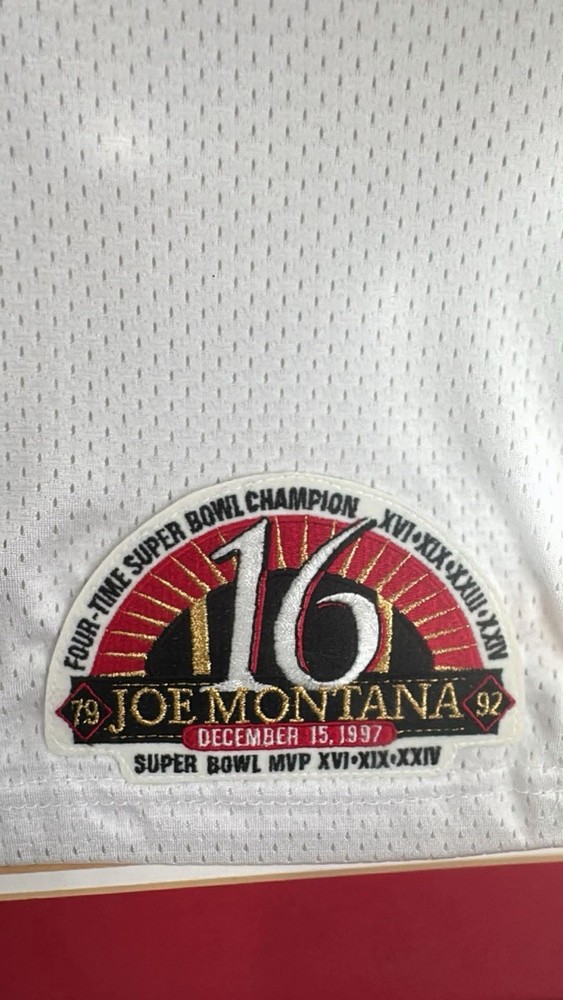 FOUR-TIME SUPER BOWL CHAMPION XVI•XIX•XXIII•XXIV
16
79 JOE MONTANA 92
DECEMBER 15, 1997
SUPER BOWL MVP XVI•XIX•XXIV